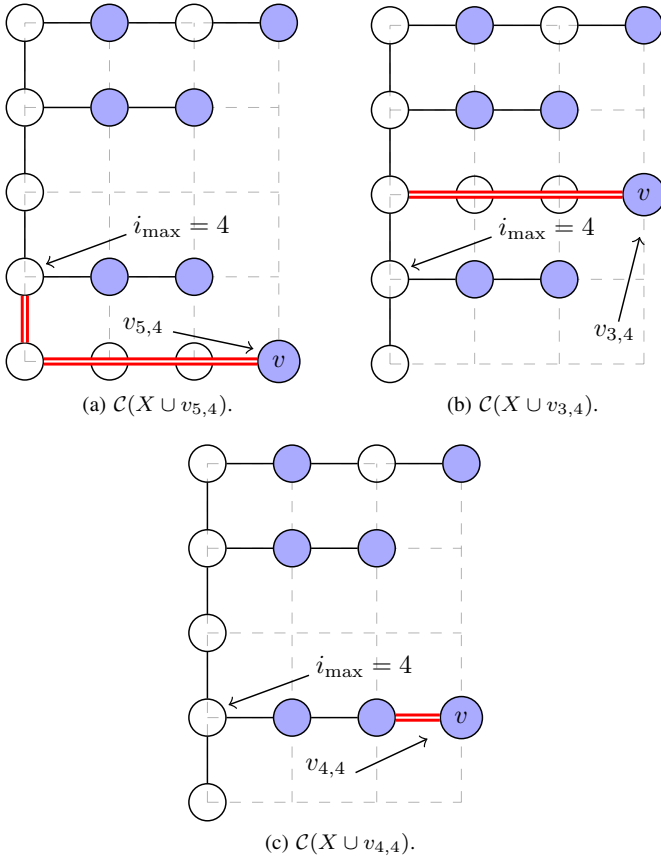 i_max = 4
v_{5,4}
v
(a) 𝒞(X ∪ v_{5,4}).
v
i_max = 4
v_{3,4}
(b) 𝒞(X ∪ v_{3,4}).
i_max = 4
v
v_{4,4}
(c) 𝒞(X ∪ v_{4,4}).